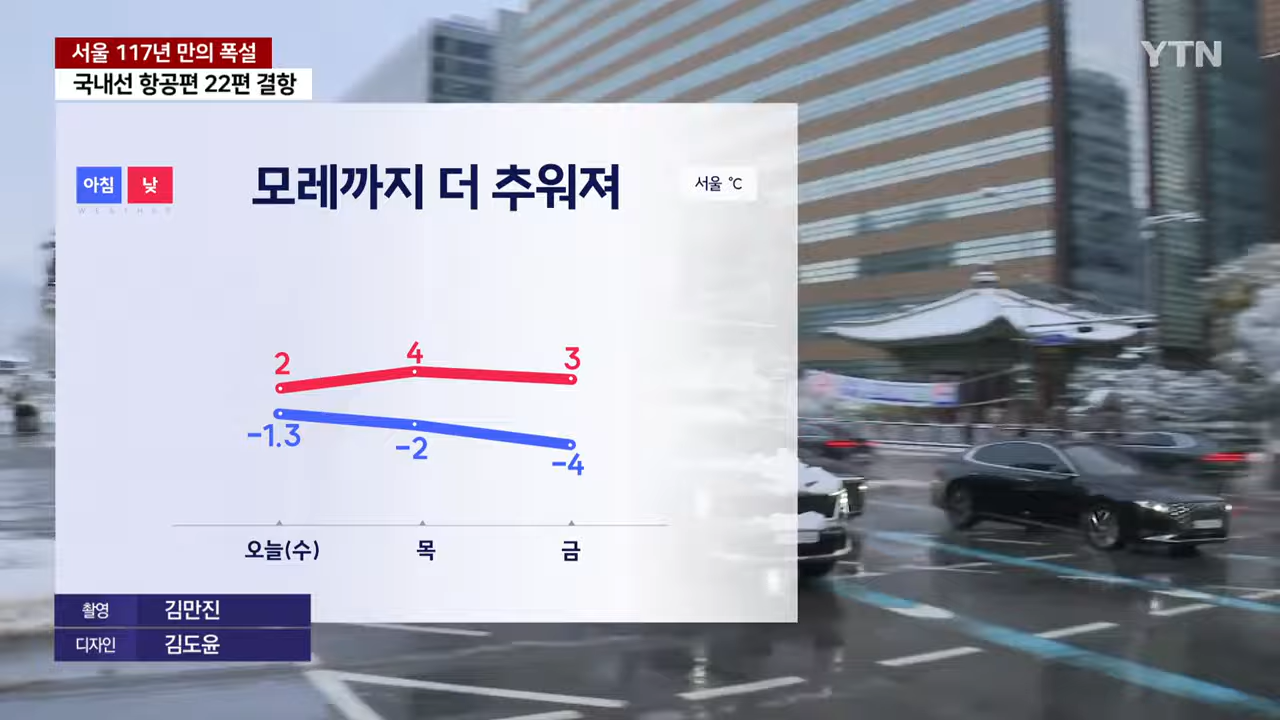 서울 117년 만의 폭설
국내선 항공편 22편 결항
YTN
아침 낮
WEATHER
모레까지 더 추워져
서울 ℃
2 4 3
-1.3 -2 -4
오늘(수) 목 금
촬영 김만진
디자인 김도윤